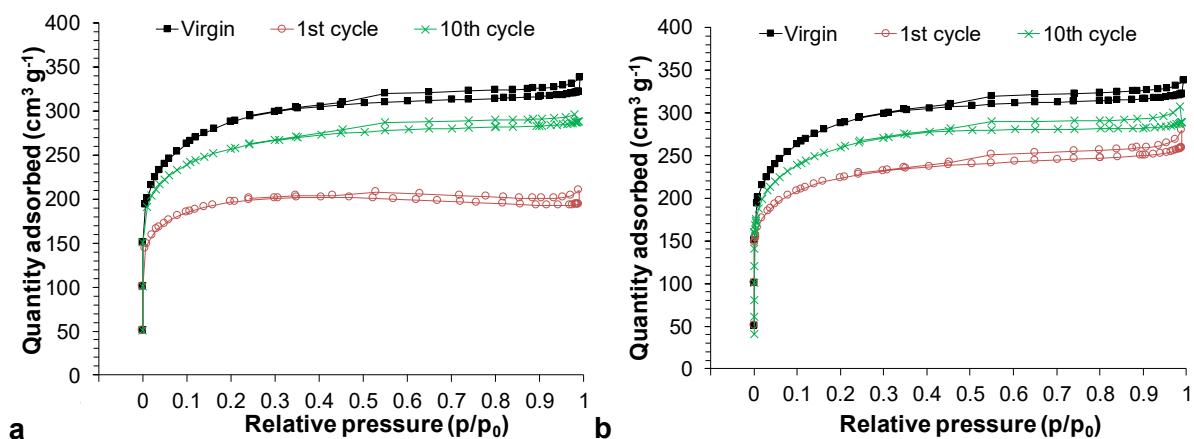 Virgin 1st cycle 10th cycle
Quantity adsorbed (cm³ g⁻¹)
400
350
300
250
200
150
100
50
0
0 0.1 0.2 0.3 0.4 0.5 0.6 0.7 0.8 0.9 1
Relative pressure (p/p₀)
a
Virgin 1st cycle 10th cycle
Quantity adsorbed (cm³ g⁻¹)
400
350
300
250
200
150
100
50
0
0 0.1 0.2 0.3 0.4 0.5 0.6 0.7 0.8 0.9 1
Relative pressure (p/p₀)
b